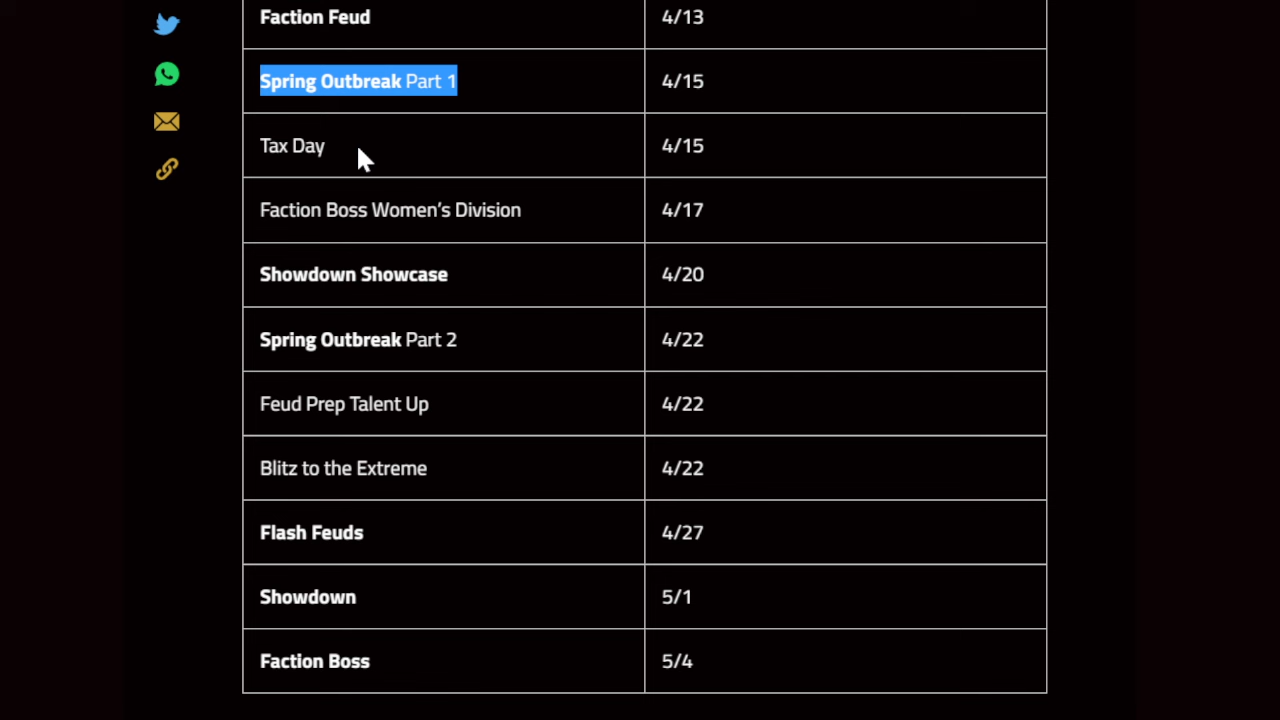 Faction Feud 4/13
Spring Outbreak Part 1 4/15
Tax Day 4/15
Faction Boss Women's Division 4/17
Showdown Showcase 4/20
Spring Outbreak Part 2 4/22
Feud Prep Talent Up 4/22
Blitz to the Extreme 4/22
Flash Feuds 4/27
Showdown 5/1
Faction Boss 5/4